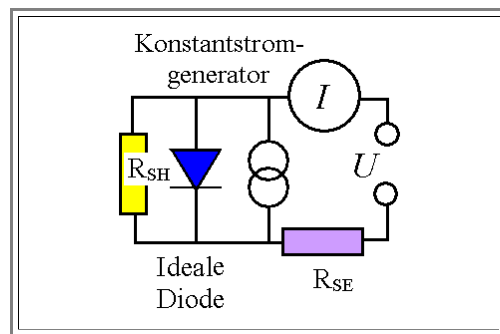 Konstantstrom-
generator
I
R_SH
U
Ideale
Diode
R_SE